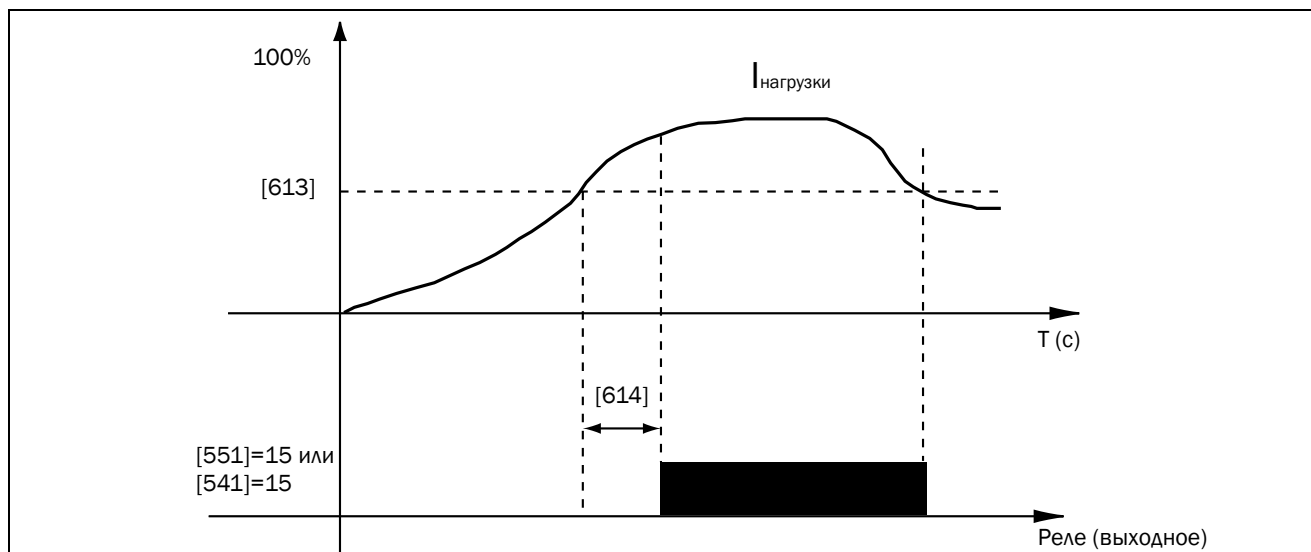 100%
Iнагрузки
[613]
T (c)
[614]
[551]=15 или
[541]=15
Реле (выходное)